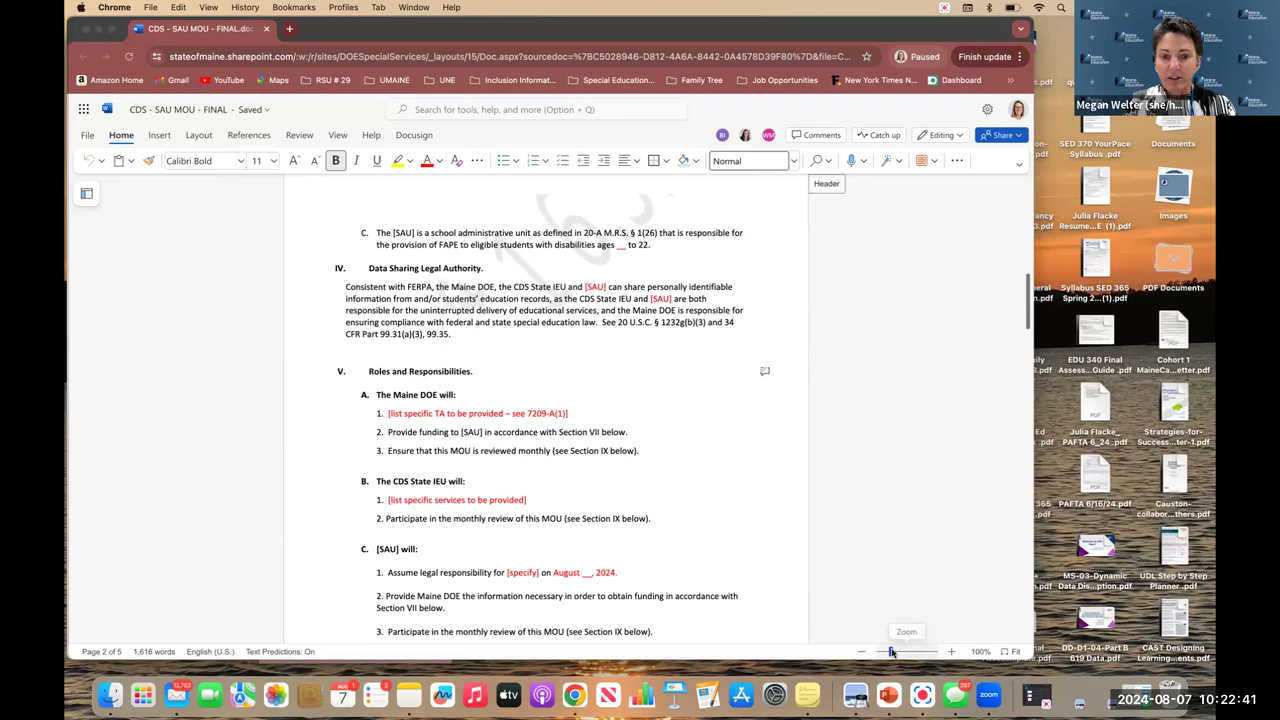 Chrome File Edit View History Bookmarks Profiles Tab Window Help
CDS - SAU MOU - FINAL.doc
stateofmaine.sharepoint.com/:w:/r/sites/DOESpecialServices/_layouts/15/Doc.aspx?sourcedoc=%7BC5028946-D812-4A6A-8442-0A4578D39F80%7D&file=C...
Paused
Finish update
Amazon Home Gmail YouTube Maps RSU # 29 UMAINE UNE Inclusion Informat... Special Education... Family Tree Job Opportunities New York Times N... Dashboard
CDS - SAU MOU - FINAL - Saved
Search for tools, help, and more (Option + Q)
File Home Insert Layout References Review View Help Docusign
BI WM Comments Catch up Editing Share
Calibri Bold 11 B I U A Normal
Header
C. The [SAU] is a school administrative unit as defined in 20-A M.R.S. § 1(26) that is responsible for
the provision of FAPE to eligible students with disabilities ages __ to 22.
IV. Data Sharing Legal Authority.
Consistent with FERPA, the Maine DOE, the CDS State IEU and [SAU] can share personally identifiable
information from and/or students' education records, as the CDS State IEU and [SAU] are both
responsible for the uninterrupted delivery of educational services, and the Maine DOE is responsible for
ensuring compliance with federal and state special education law. See 20 U.S.C. § 1232g(b)(3) and 34
CFR Part 99.31(a)(3), 99.35.
V. Roles and Responsibilities.
A. The Maine DOE will:
1. [list specific TA to be provided – see 7209-A(1)]
2. Provide funding to [SAU] in accordance with Section VII below.
3. Ensure that this MOU is reviewed monthly (see Section IX below).
B. The CDS State IEU will:
1. [list specific services to be provided]
2. Participate in the monthly review of this MOU (see Section IX below).
C. [SAU] will:
1. Assume legal responsibility for [specify] on August __, 2024.
2. Provide Maine DOE the information necessary in order to obtain funding in accordance with
Section VII below.
3. Participate in the monthly review of this MOU (see Section IX below).
Zoom
Page 2 of 5 1,616 words English (U.S.) Text Predictions: On
100% Fit
Megan Welter (she/h...
SED 370 YourPace
Syllabus .pdf
Documents
Julia Flacke
Resume...E (1).pdf
Images
Syllabus SED 365
Spring 2...(1).pdf
PDF Documents
EDU 340 Final
Assess...Guide .pdf
Cohort 1
MaineCa...etter.pdf
PDF
Julia Flacke_
PAFTA 6_24 .pdf
Strategies-for-
Success...ter-1.pdf
PAFTA 6/16/24.pdf
Causton-
collabor...thers.pdf
MS-03-Dynamic
Data Dis...ption.pdf
UDL Step by Step
Planner .pdf
DD-D1-04-Part B
619 Data.pdf
CAST Designing
Learning...ents.pdf
12,753
AUG
7
1
2
tv
297
zoom
2024-08-07 10:22:41